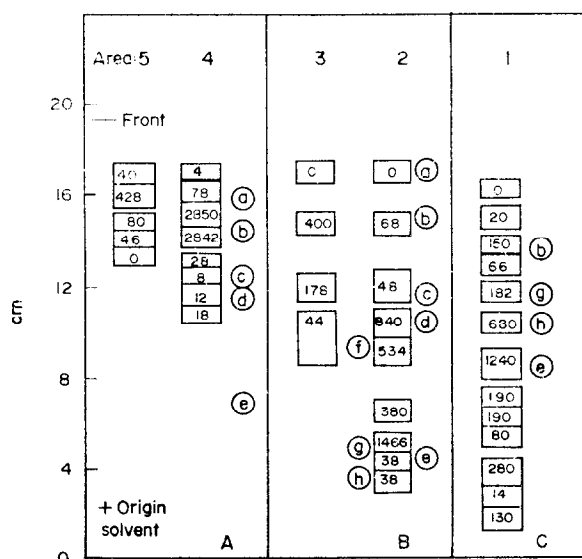 Area: 5 4 3 2 1
20
Front
40 4 0 0 a 0
16
428 78 a
80 2850 400 68 b 20
46 2842 b 150 b
0 28 66
8 c 178 48 c 182 g
12
12 d
18 44 840 d 680 h
f 534
1240 e
8
e 380 190
190
g 1466 80
4
38 e 280
h 38 14
+ Origin 130
solvent
A B C
0
cm